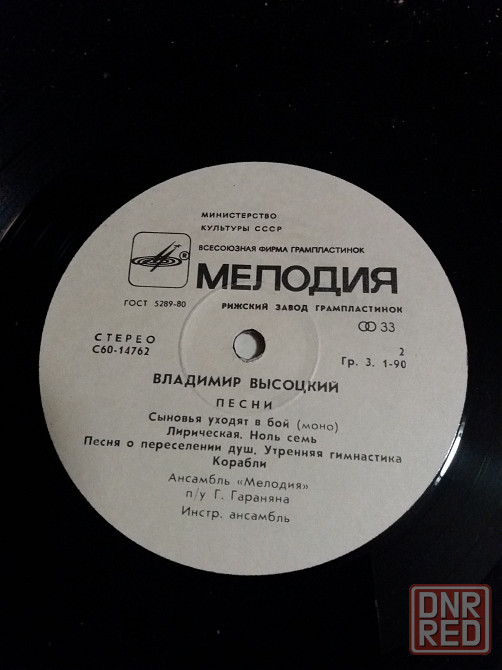 МИНИСТЕРСТВО
КУЛЬТУРЫ СССР
ВСЕСОЮЗНАЯ ФИРМА ГРАМПЛАСТИНОК
®
МЕЛОДИЯ
ГОСТ 5289-80
РИЖСКИЙ ЗАВОД ГРАМПЛАСТИНОК
СТЕРЕО
33
С60-14762
2
Гр. 3. 1-90
ВЛАДИМИР ВЫСОЦКИЙ
ПЕСНИ
Сыновья уходят в бой (моно)
Лирическая. Ноль семь
Песня о переселении душ. Утренняя гимнастика
Корабли
Ансамбль «Мелодия»
п/у Г. Гараняна
Инстр. ансамбль
DNR
RED